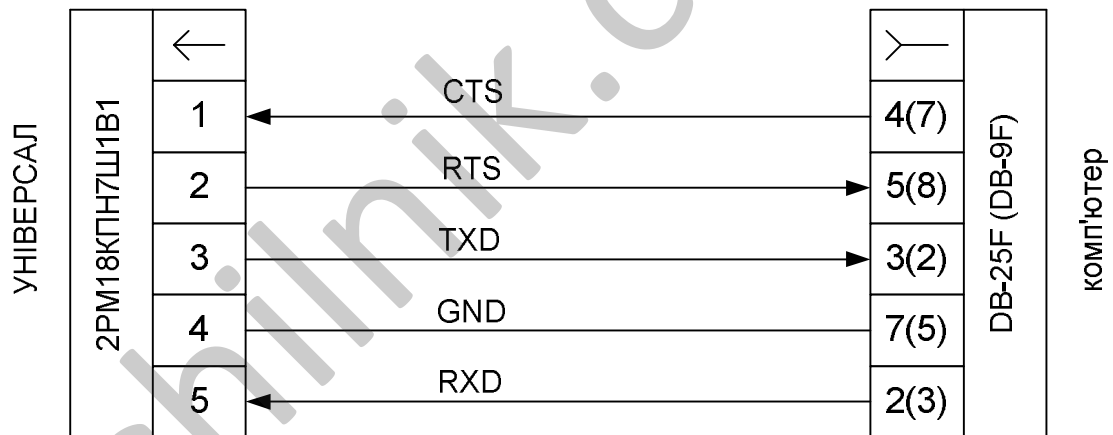 УНІВЕРСАЛ
2РМ18КПН7Ш1В1
1 CTS 4(7)
2 RTS 5(8)
3 TXD 3(2)
4 GND 7(5)
5 RXD 2(3)
DB-25F (DB-9F)
комп'ютер
hilnik.c